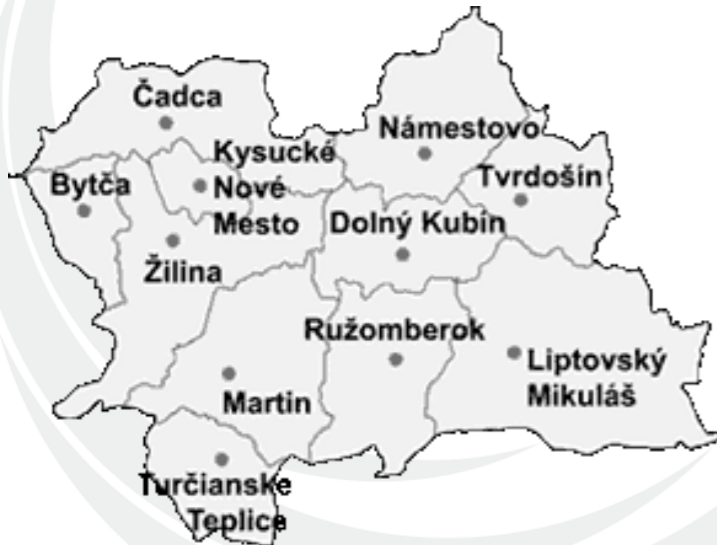 Čadca
Námestovo
Kysucké
Nové
Mesto
Bytča
Tvrdošín
Dolný Kubín
Žilina
Ružomberok
Liptovský
Mikuláš
Martin
Turčianske
Teplice